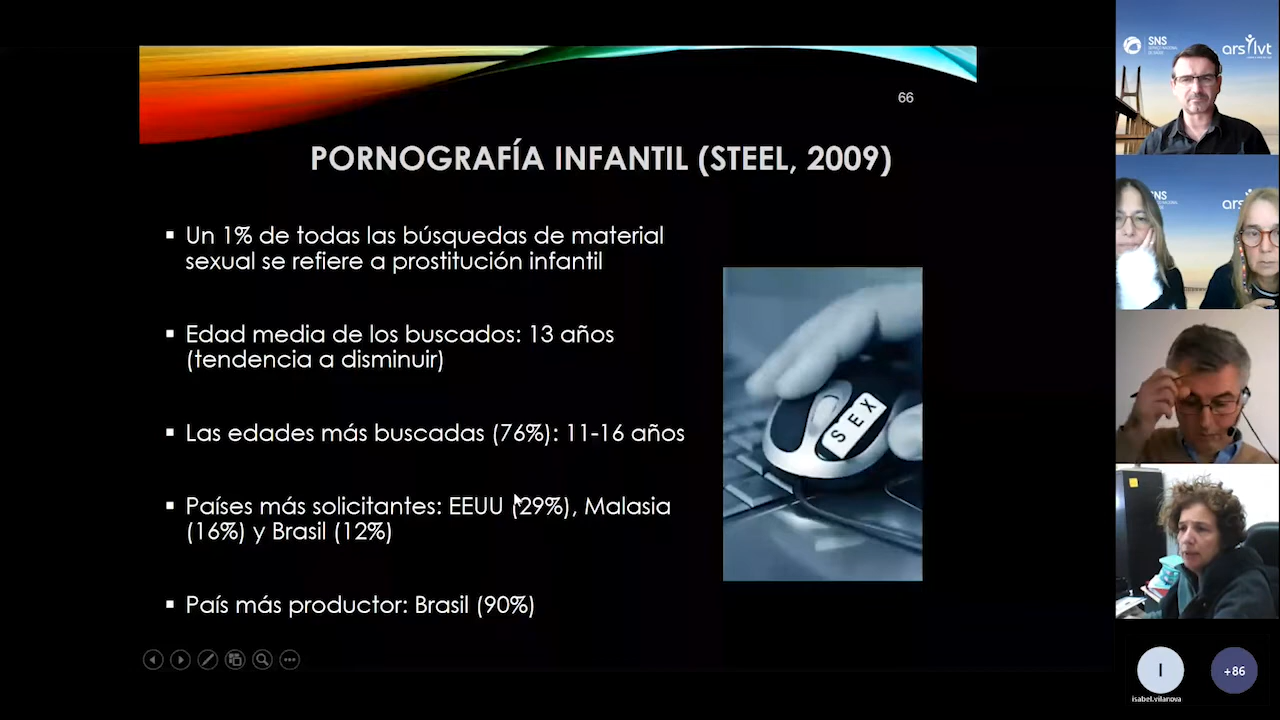 66
PORNOGRAFÍA INFANTIL (STEEL, 2009)
▪ Un 1% de todas las búsquedas de material
sexual se refiere a prostitución infantil
▪ Edad media de los buscados: 13 años
(tendencia a disminuir)
▪ Las edades más buscadas (76%): 11-16 años
▪ Países más solicitantes: EEUU (29%), Malasia
(16%) y Brasil (12%)
▪ País más productor: Brasil (90%)
SEX
SNS
arslvt
SNS
ars
I
isabel.vilanova
+86